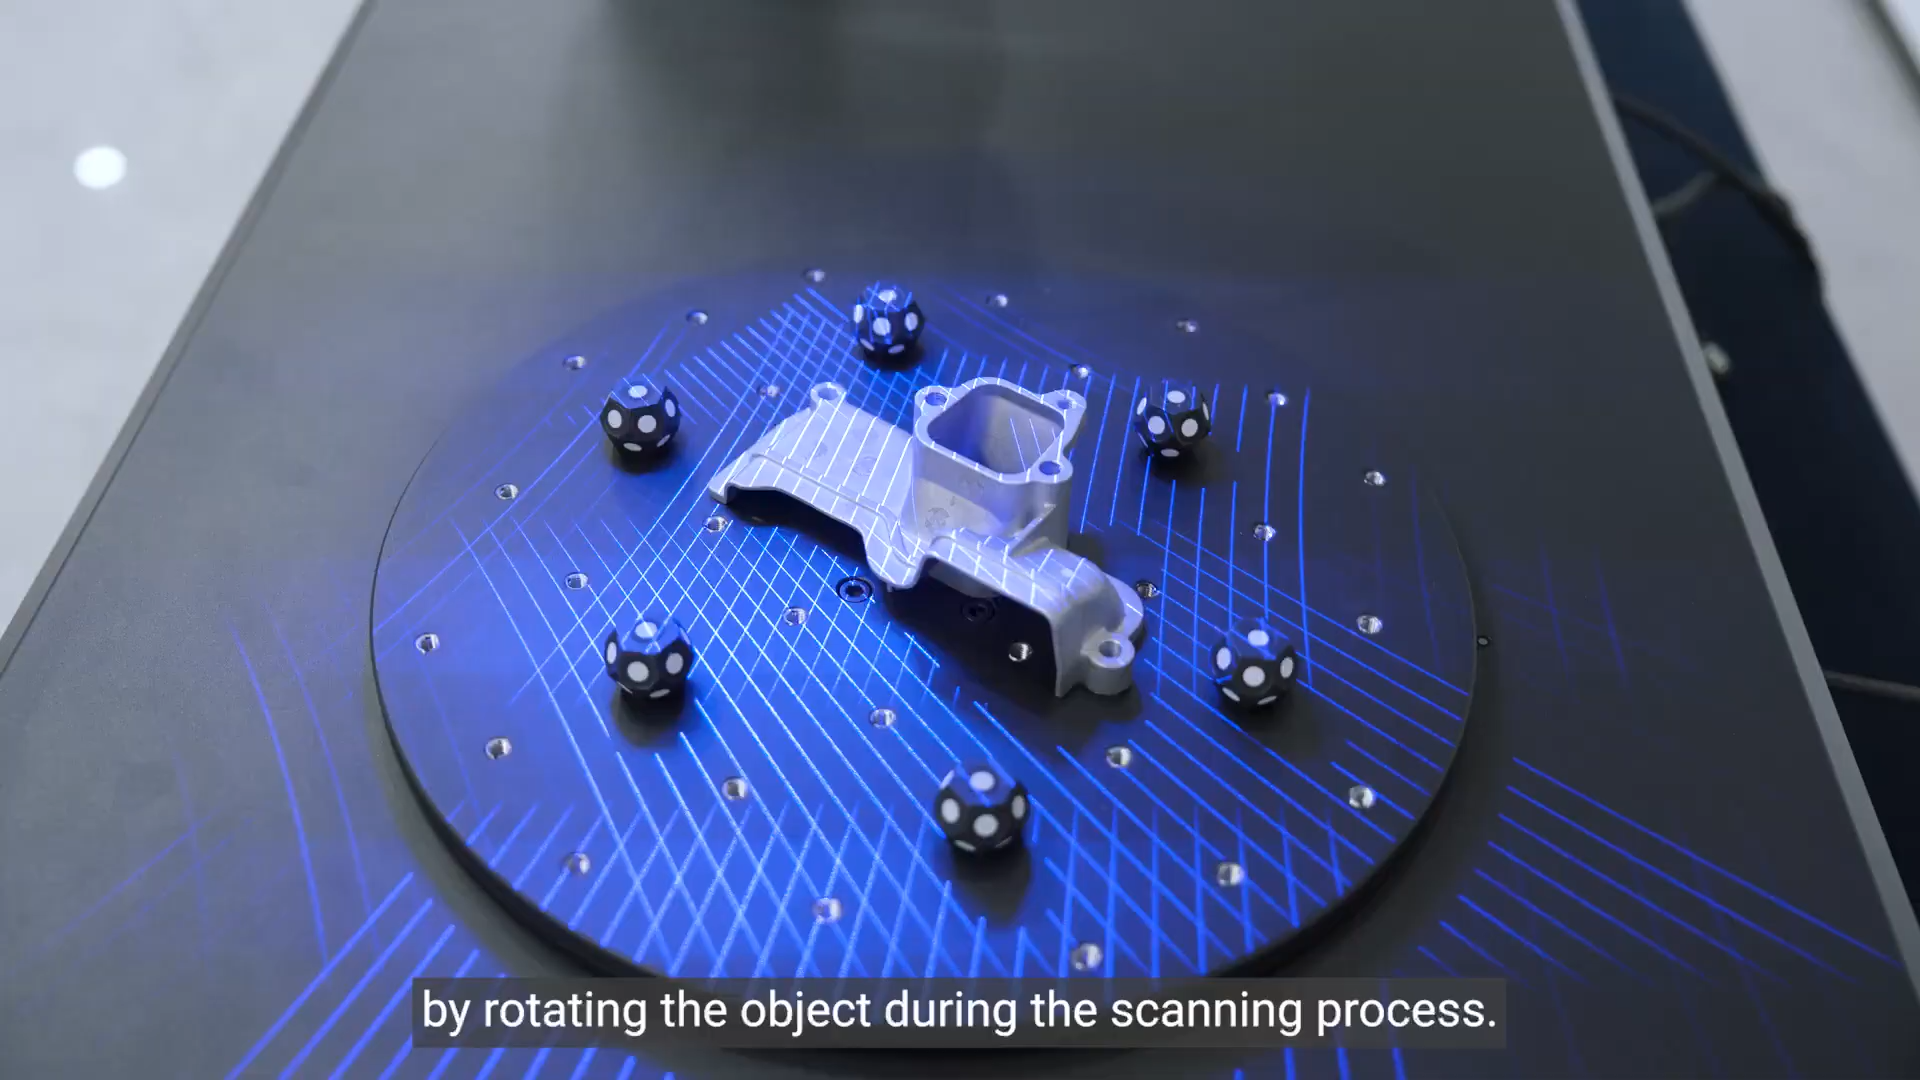 by rotating the object during the scanning process.